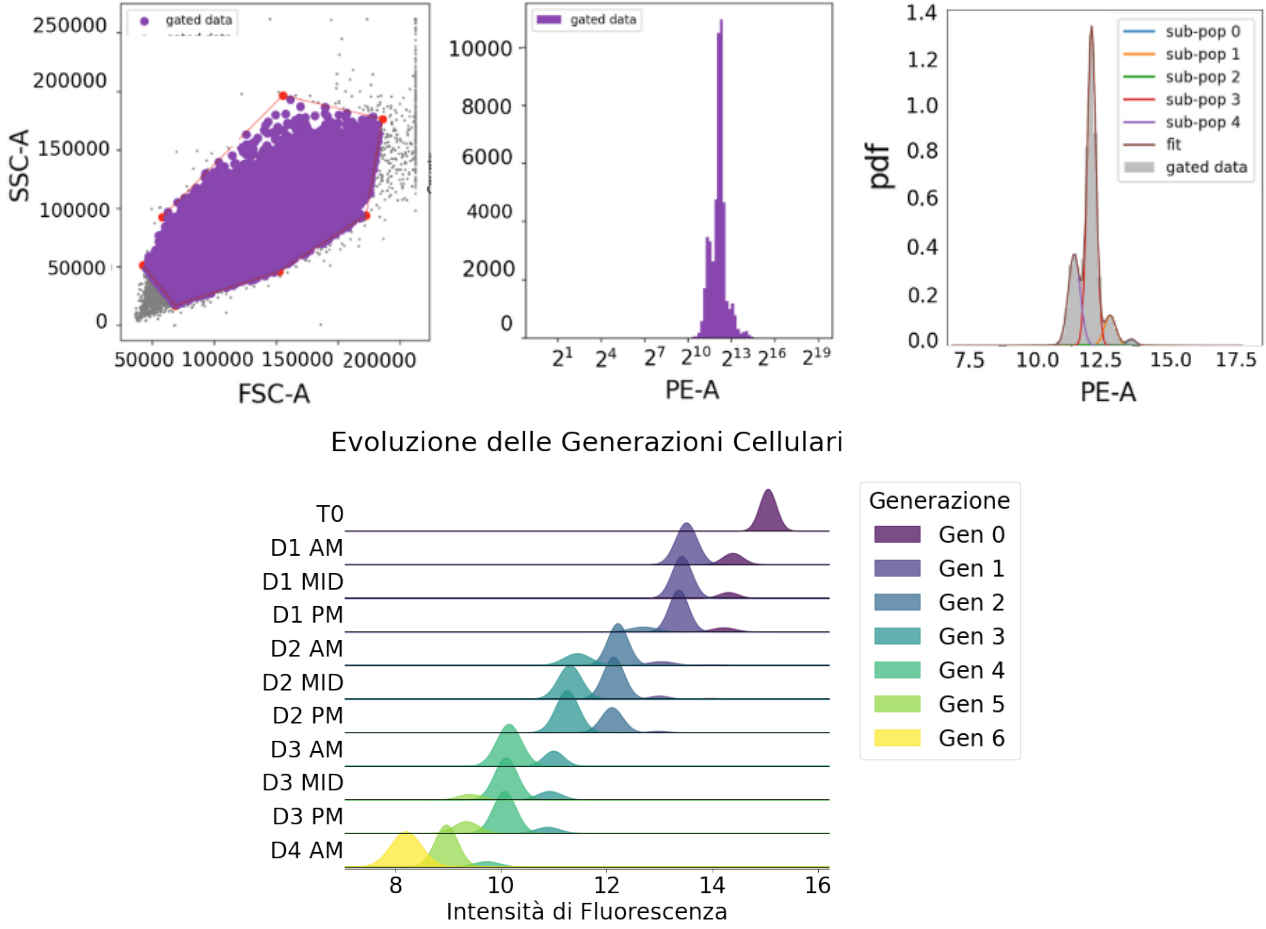 250000
200000
150000
100000
50000
0
SSC-A
gated data
50000 100000 150000 200000
FSC-A
10000
8000
6000
4000
2000
0
gated data
2^1 2^4 2^7 2^10 2^13 2^16 2^19
PE-A
1.4
1.2
1.0
0.8
0.6
0.4
0.2
0.0
pdf
sub-pop 0
sub-pop 1
sub-pop 2
sub-pop 3
sub-pop 4
fit
gated data
7.5 10.0 12.5 15.0 17.5
PE-A
Evoluzione delle Generazioni Cellulari
T0
D1 AM
D1 MID
D1 PM
D2 AM
D2 MID
D2 PM
D3 AM
D3 MID
D3 PM
D4 AM
8 10 12 14 16
Intensità di Fluorescenza
Generazione
Gen 0
Gen 1
Gen 2
Gen 3
Gen 4
Gen 5
Gen 6